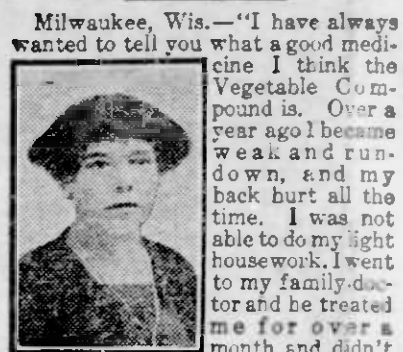 Milwaukee, Wis.—"I have always
wanted to tell you what a good medi-
cine I think the
Vegetable Com-
pound is. Over a
year ago I became
weak and run-
down, and my
back hurt all the
time. I was not
able to do my light
housework. I went
to my family doc-
tor and he treated
me for over a
month and didn't